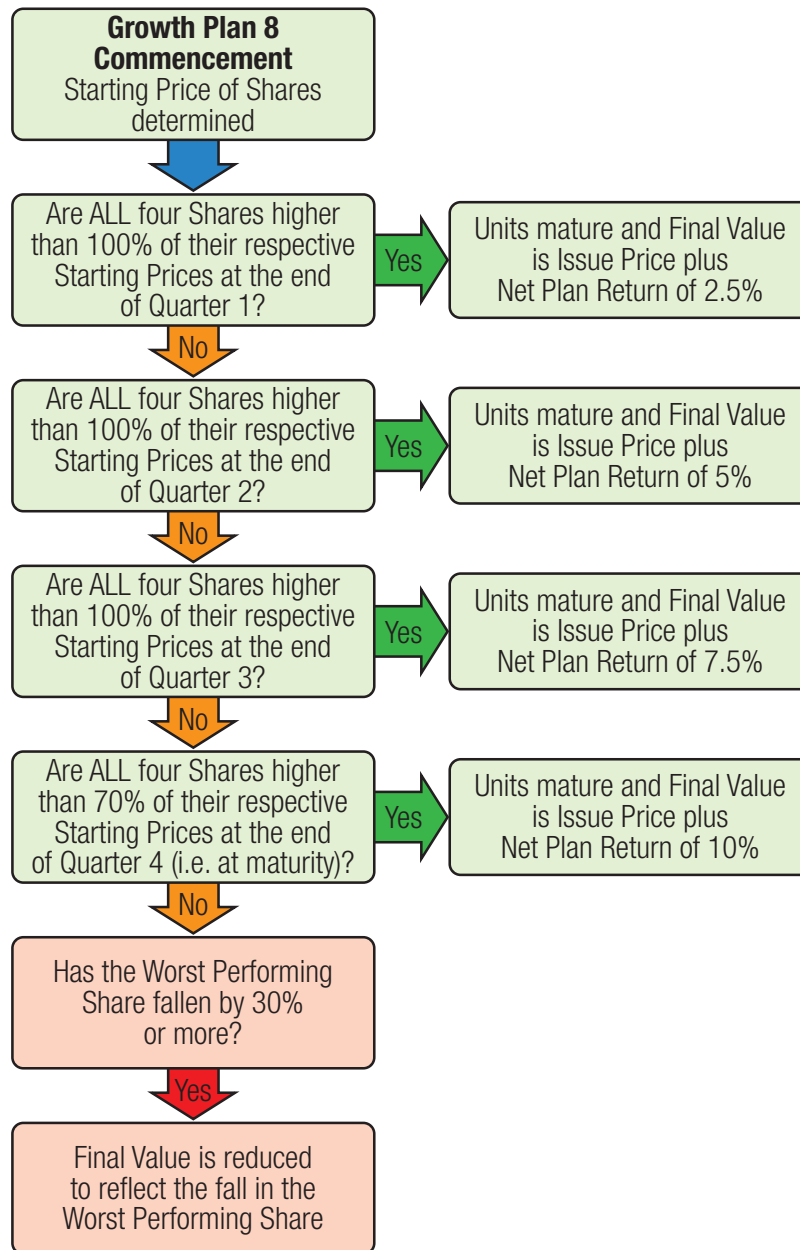 Growth Plan 8
Commencement
Starting Price of Shares
determined
Are ALL four Shares higher
than 100% of their respective
Starting Prices at the end
of Quarter 1?
Yes
Units mature and Final Value
is Issue Price plus
Net Plan Return of 2.5%
No
Are ALL four Shares higher
than 100% of their respective
Starting Prices at the end
of Quarter 2?
Yes
Units mature and Final Value
is Issue Price plus
Net Plan Return of 5%
No
Are ALL four Shares higher
than 100% of their respective
Starting Prices at the end
of Quarter 3?
Yes
Units mature and Final Value
is Issue Price plus
Net Plan Return of 7.5%
No
Are ALL four Shares higher
than 70% of their respective
Starting Prices at the end
of Quarter 4 (i.e. at maturity)?
Yes
Units mature and Final Value
is Issue Price plus
Net Plan Return of 10%
No
Has the Worst Performing
Share fallen by 30%
or more?
Yes
Final Value is reduced
to reflect the fall in the
Worst Performing Share